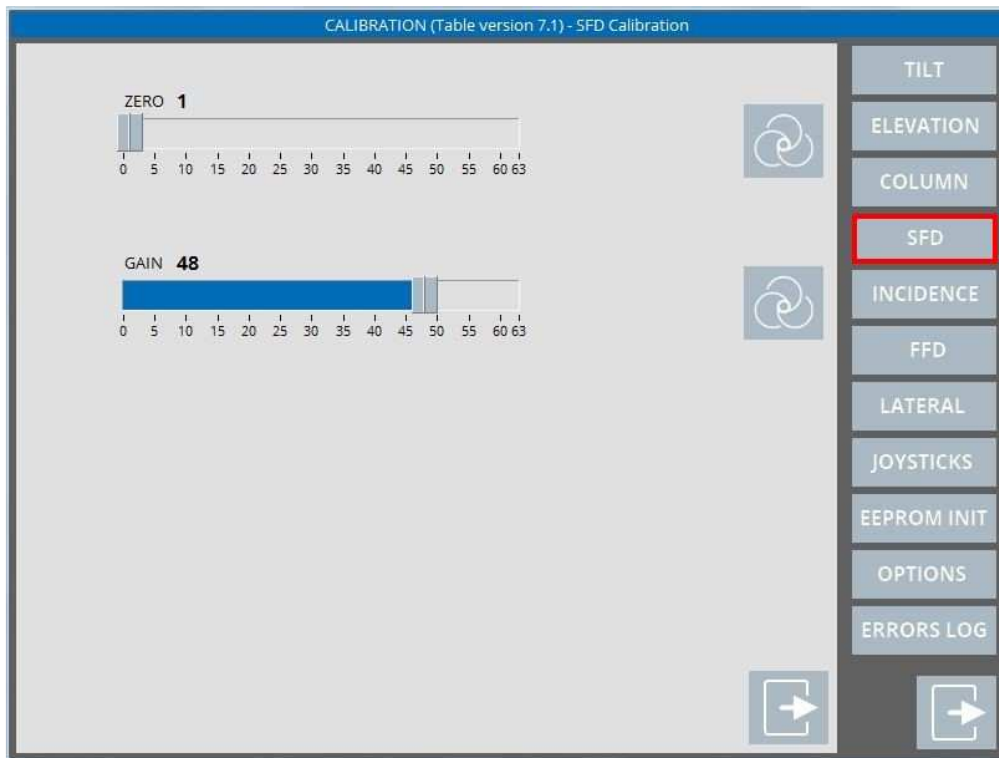 CALIBRATION (Table version 7.1) - SFD Calibration
ZERO 1
0 5 10 15 20 25 30 35 40 45 50 55 60 63
GAIN 48
0 5 10 15 20 25 30 35 40 45 50 55 60 63
TILT
ELEVATION
COLUMN
SFD
INCIDENCE
FFD
LATERAL
JOYSTICKS
EEPROM INIT
OPTIONS
ERRORS LOG